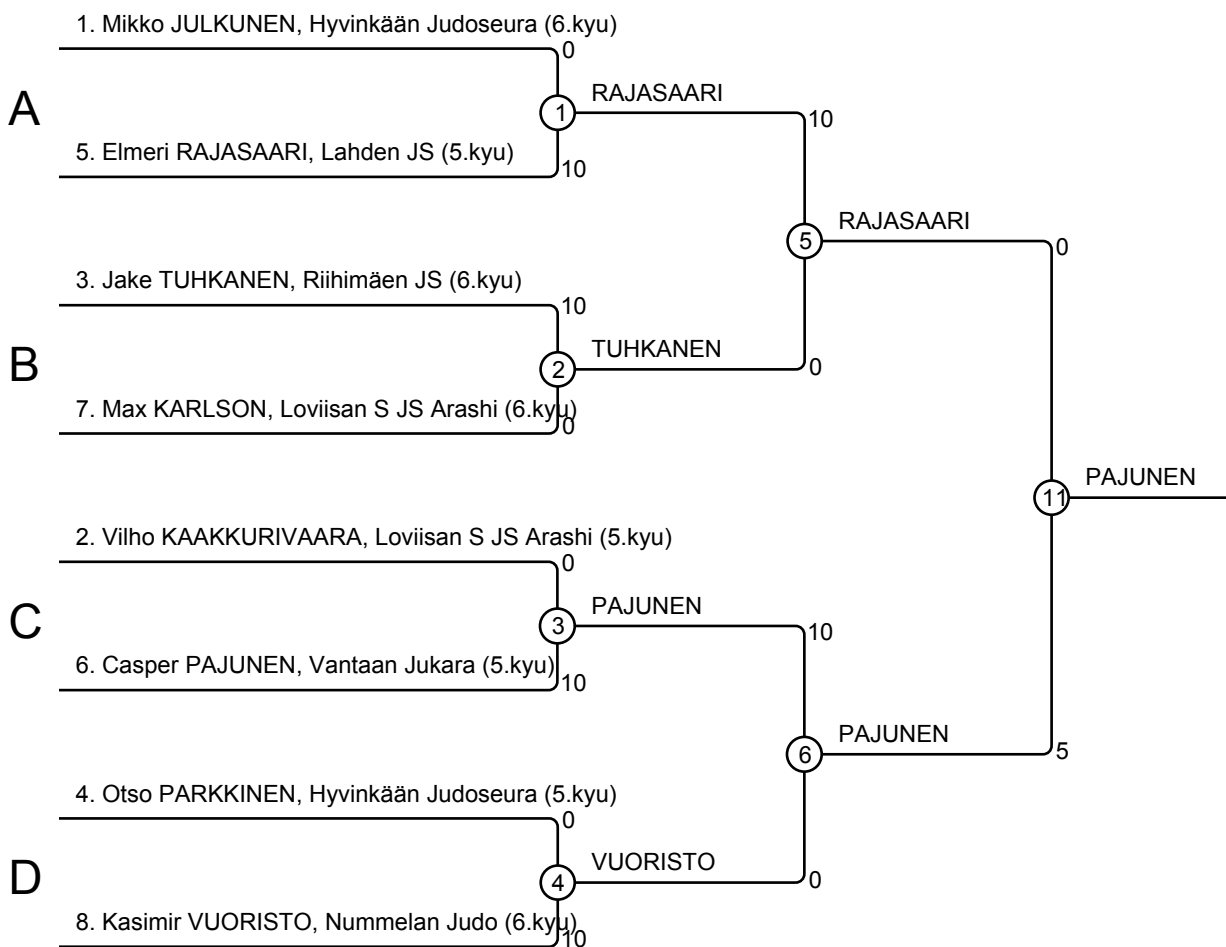 1. Mikko JULKUNEN, Hyvinkään Judoseura (6.kyu)
0
A
1
RAJASAARI
10
5. Elmeri RAJASAARI, Lahden JS (5.kyu)
10
5
RAJASAARI
0
3. Jake TUHKANEN, Riihimäen JS (6.kyu)
10
B
2
TUHKANEN
0
7. Max KARLSON, Loviisan S JS Arashi (6.kyu)
0
11
PAJUNEN
2. Vilho KAAKKURIVAARA, Loviisan S JS Arashi (5.kyu)
0
C
3
PAJUNEN
10
6. Casper PAJUNEN, Vantaan Jukara (5.kyu)
10
6
PAJUNEN
5
4. Otso PARKKINEN, Hyvinkään Judoseura (5.kyu)
0
D
4
VUORISTO
0
8. Kasimir VUORISTO, Nummelan Judo (6.kyu)
10